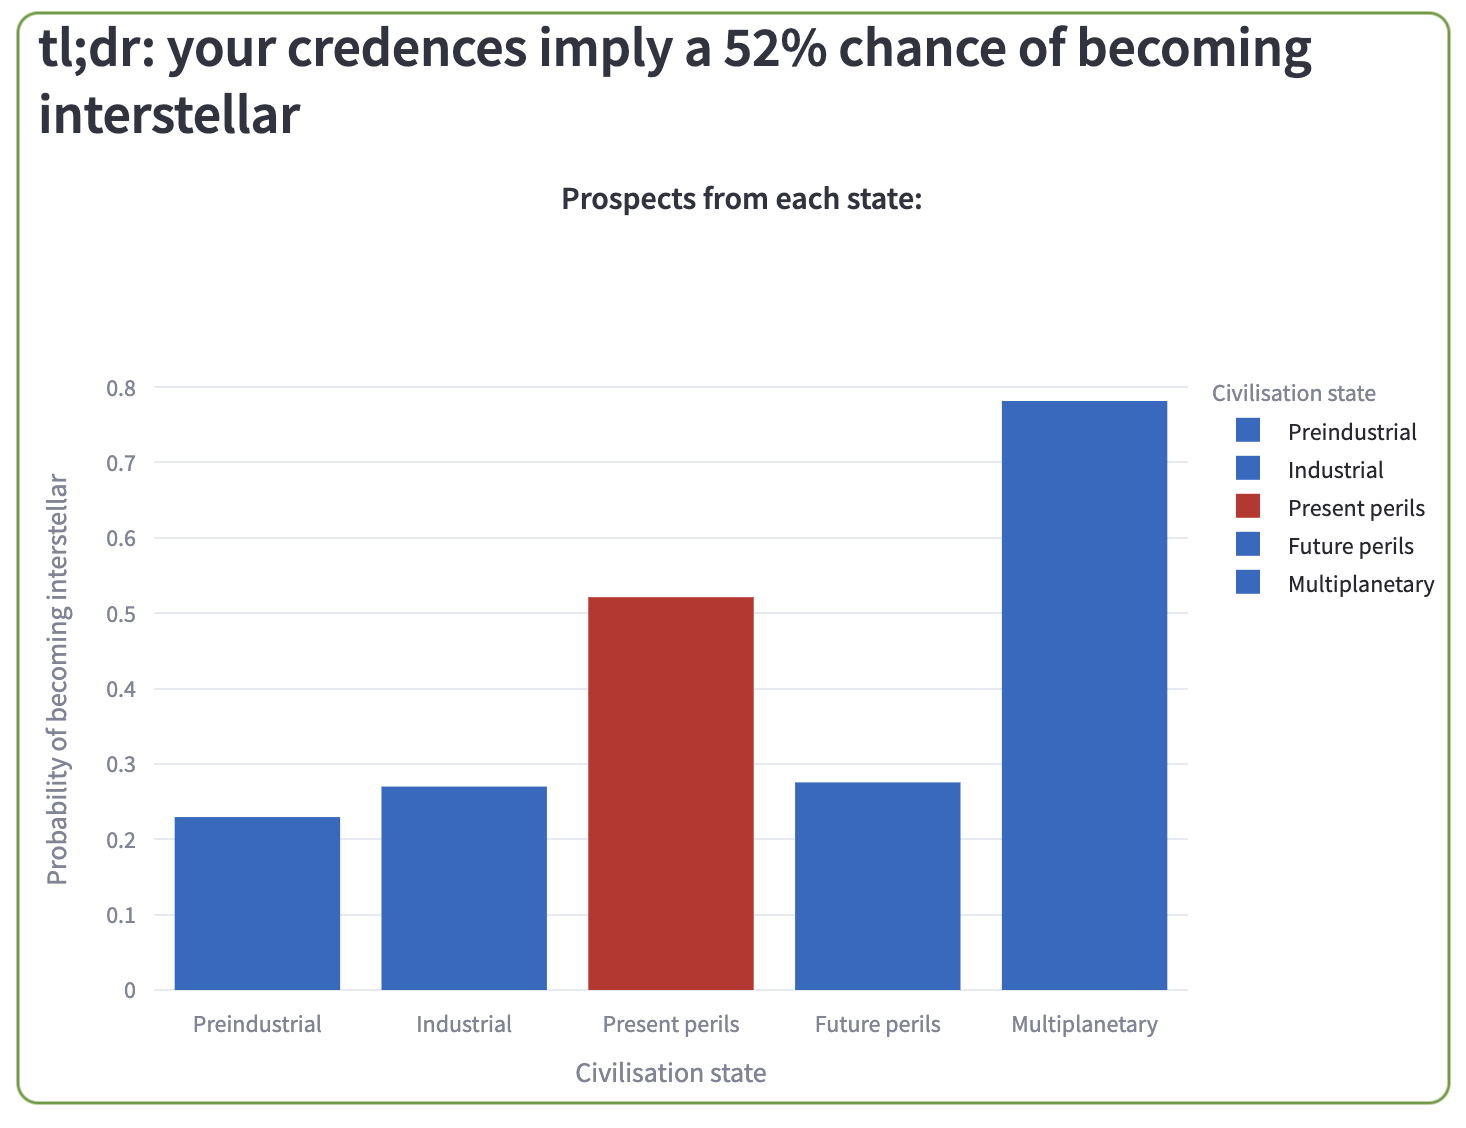 tl;dr: your credences imply a 52% chance of becoming
interstellar
Prospects from each state:
Probability of becoming interstellar
0.8
0.7
0.6
0.5
0.4
0.3
0.2
0.1
0
Preindustrial
Industrial
Present perils
Future perils
Multiplanetary
Civilisation state
Civilisation state
Preindustrial
Industrial
Present perils
Future perils
Multiplanetary